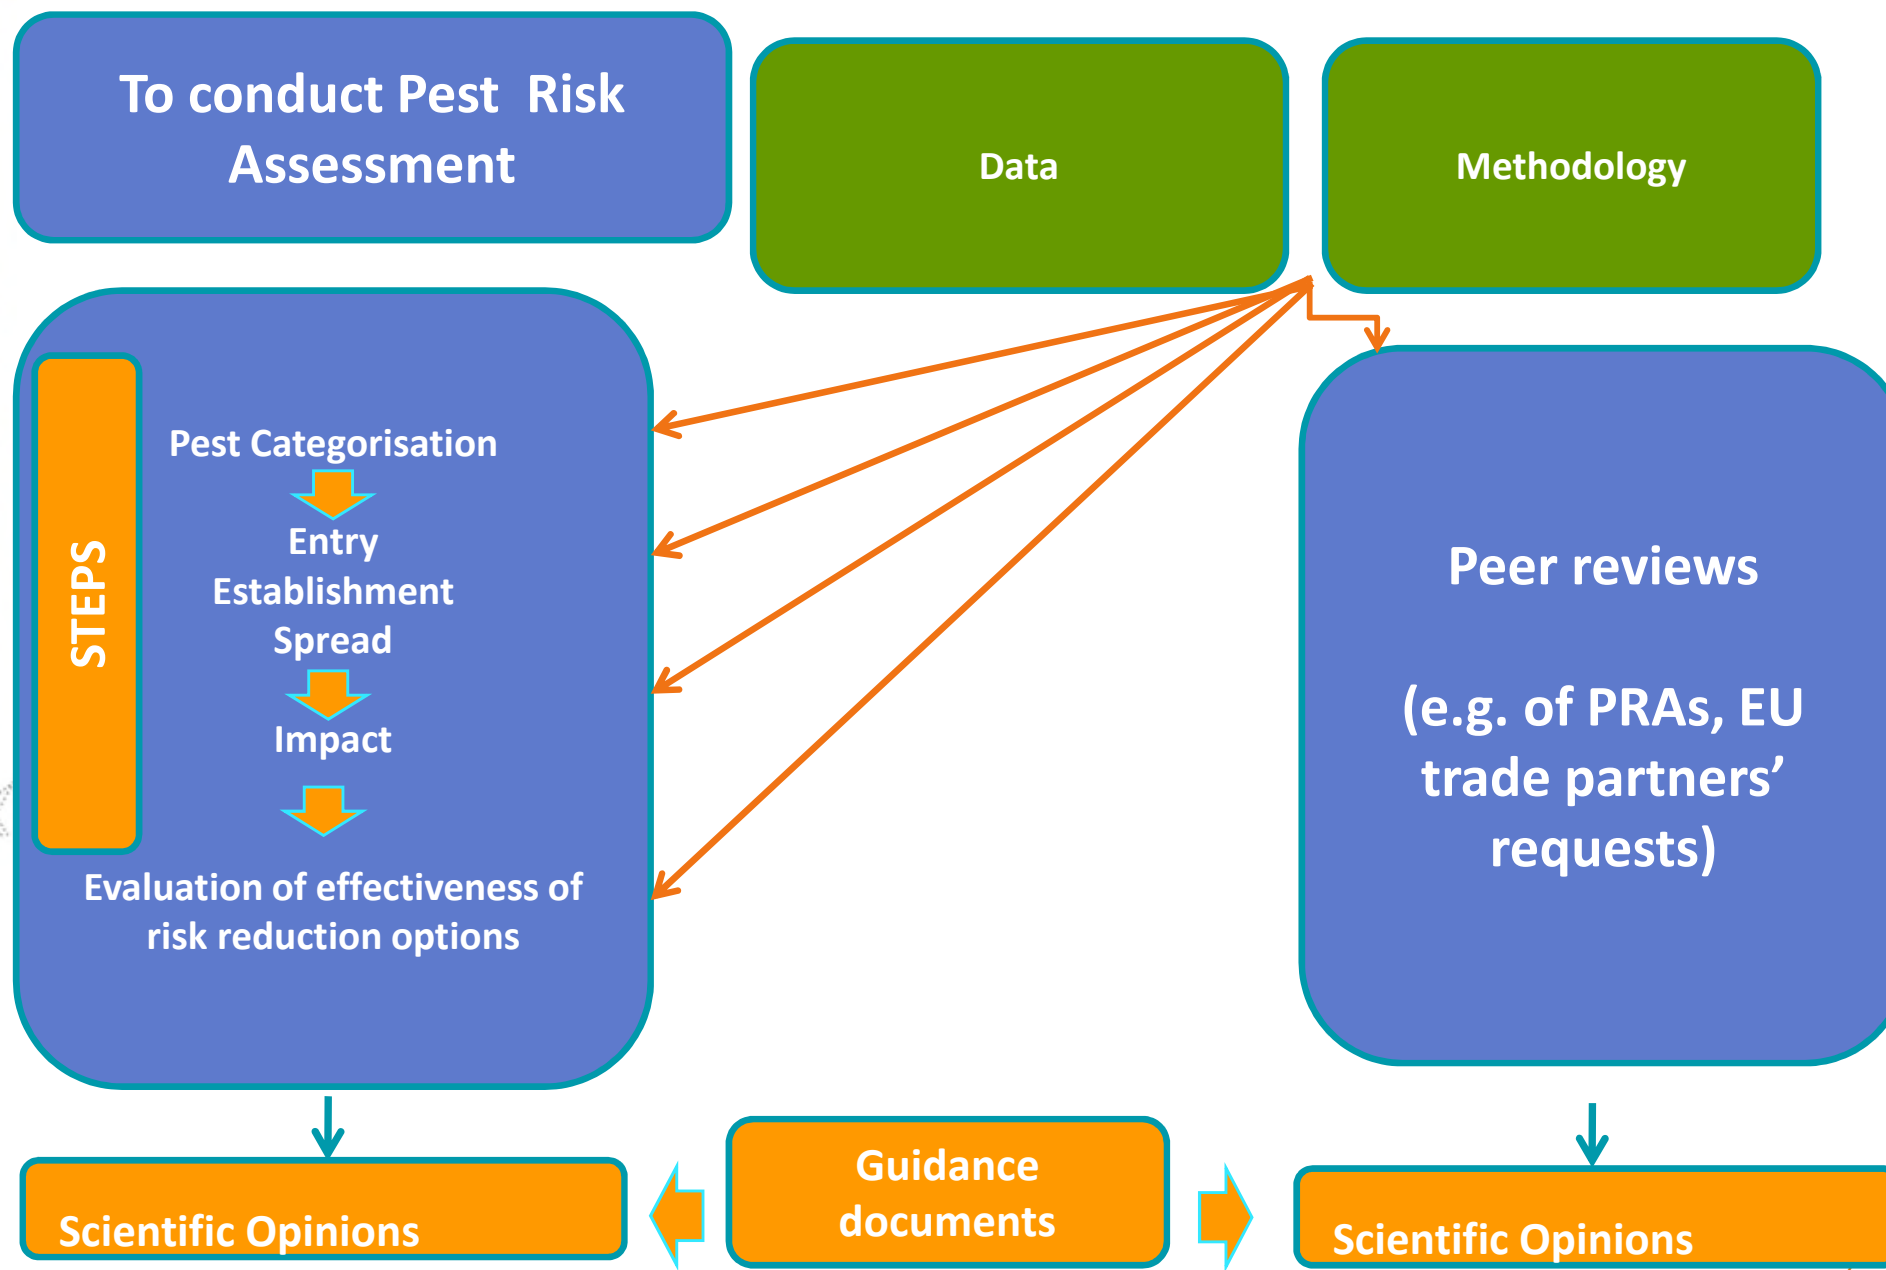 To conduct Pest Risk
Assessment
Data
Methodology
STEPS
Pest Categorisation
Entry
Establishment
Spread
Impact
Evaluation of effectiveness of
risk reduction options
Peer reviews
(e.g. of PRAs, EU
trade partners’
requests)
Scientific Opinions
Guidance
documents
Scientific Opinions